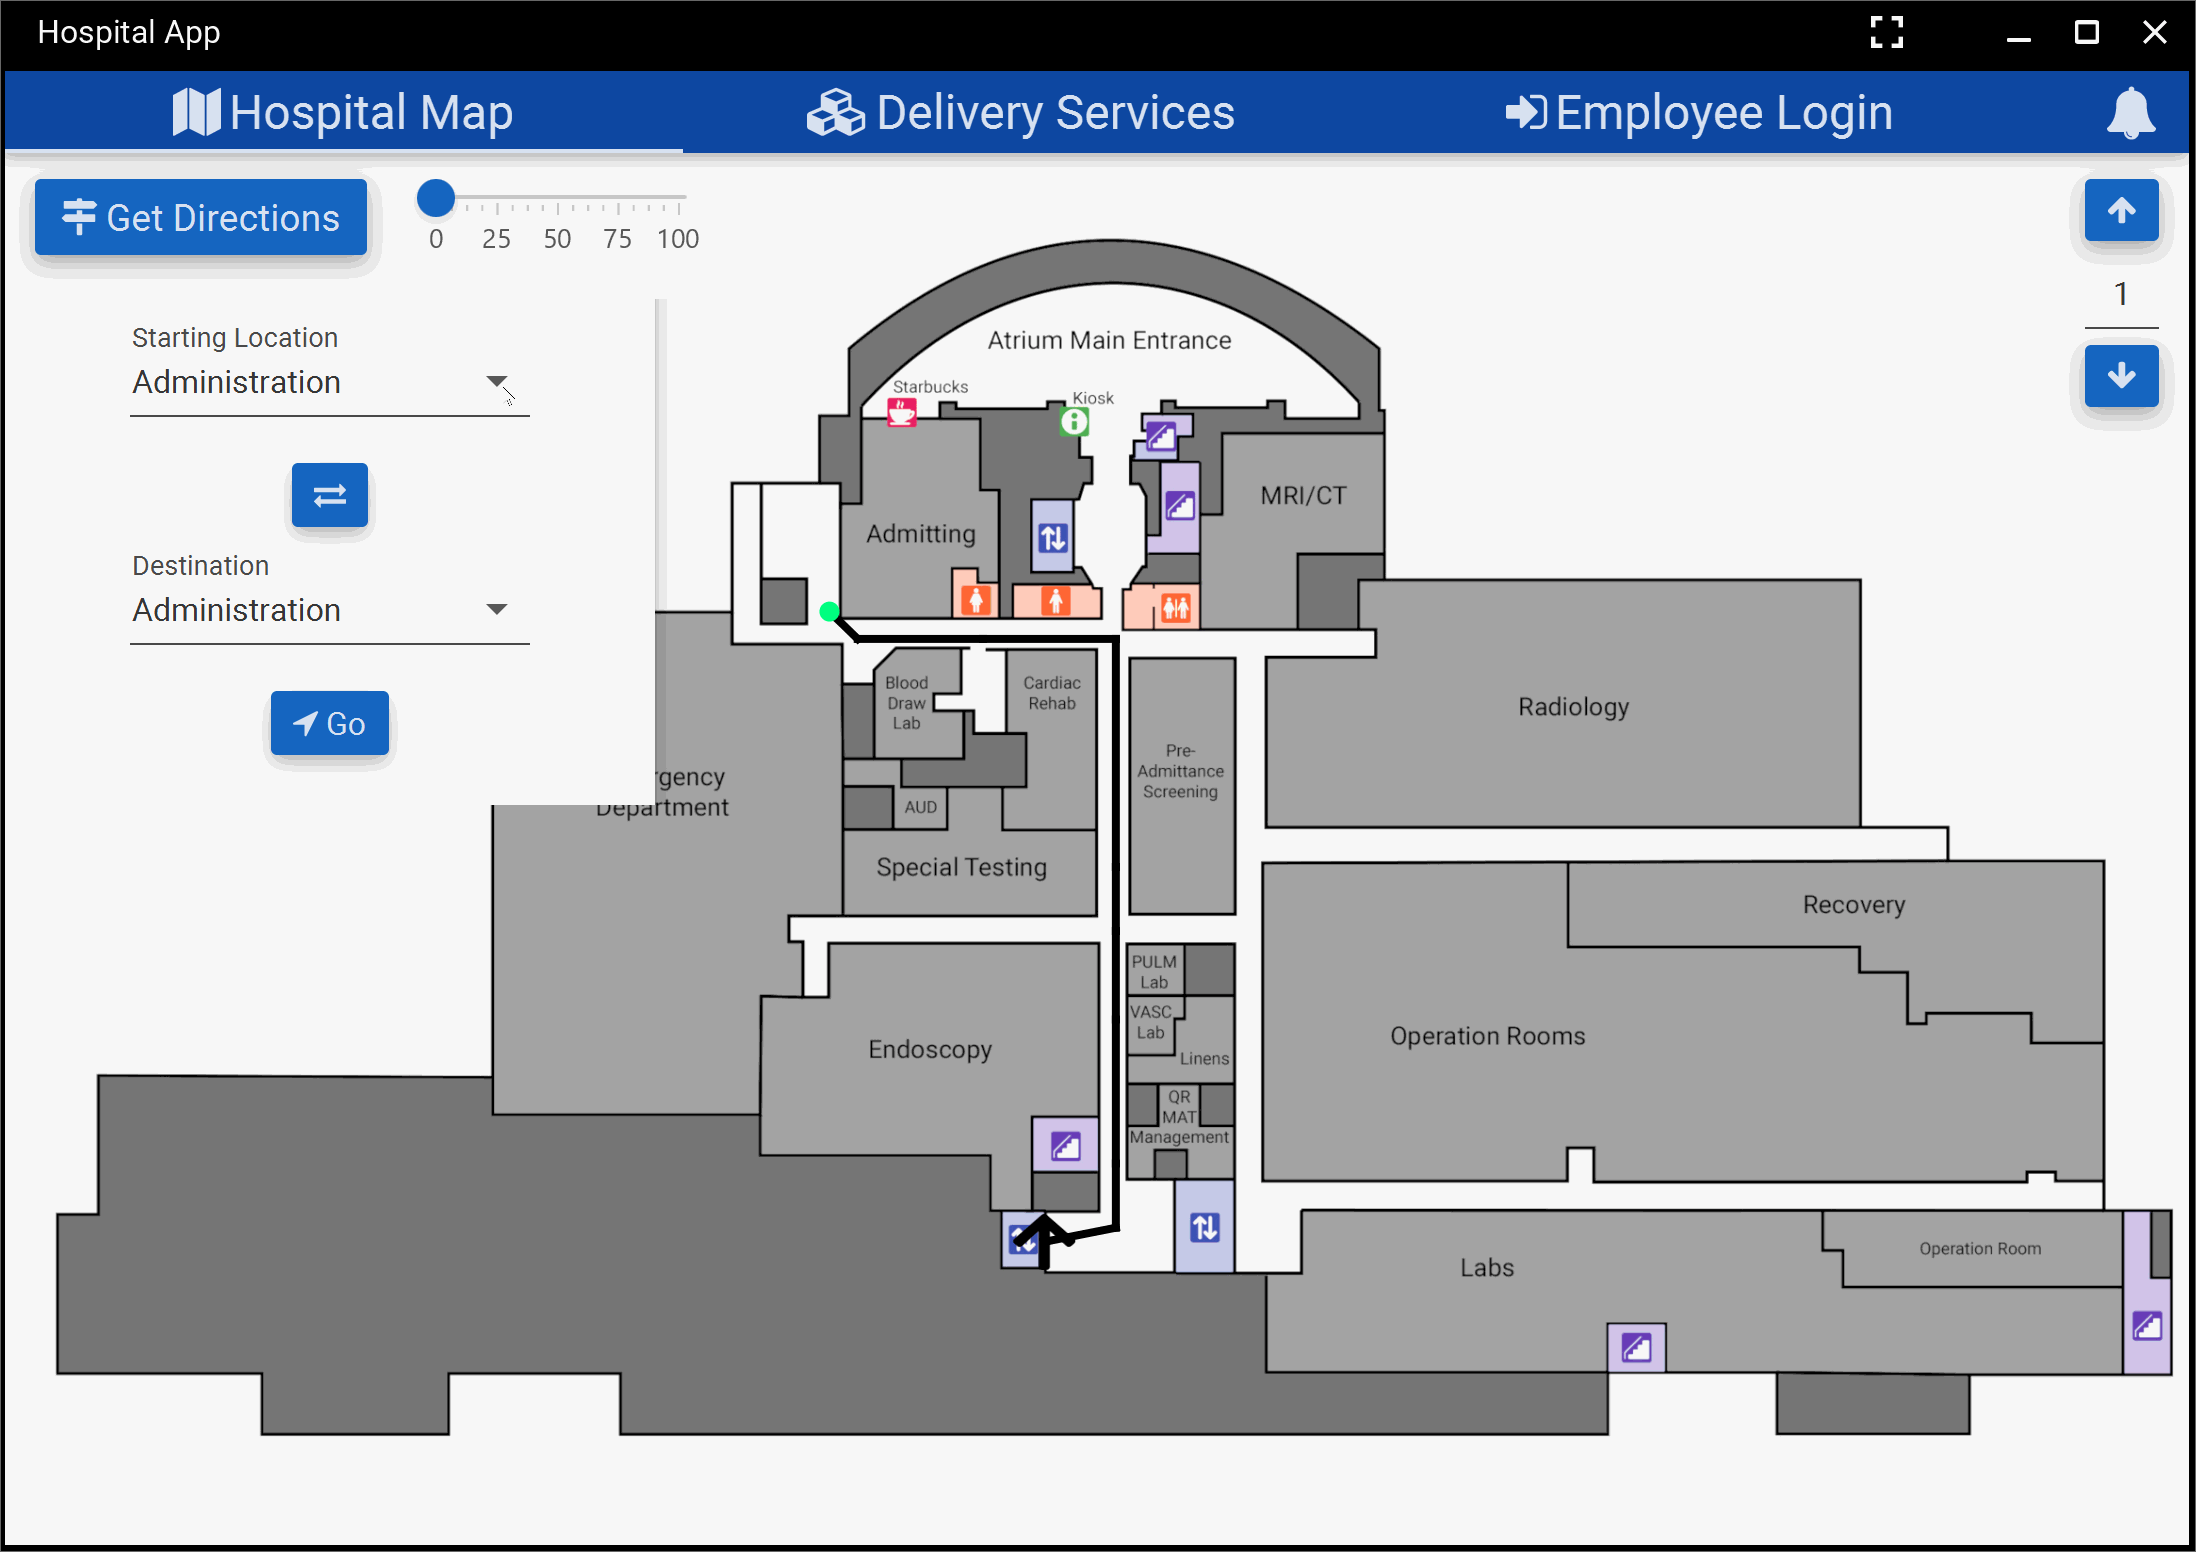 Hospital App
Hospital Map
Delivery Services
Employee Login
Get Directions
0 25 50 75 100
1
Starting Location
Administration
Destination
Administration
Go
Atrium Main Entrance
Starbucks
Kiosk
Admitting
MRI/CT
Blood
Draw
Lab
Cardiac
Rehab
Pre-
Admittance
Screening
Radiology
rgency
Department
AUD
Special Testing
Recovery
PULM
Lab
VASC
Lab
Linens
QR
MAT
Management
Endoscopy
Operation Rooms
Labs
Operation Room